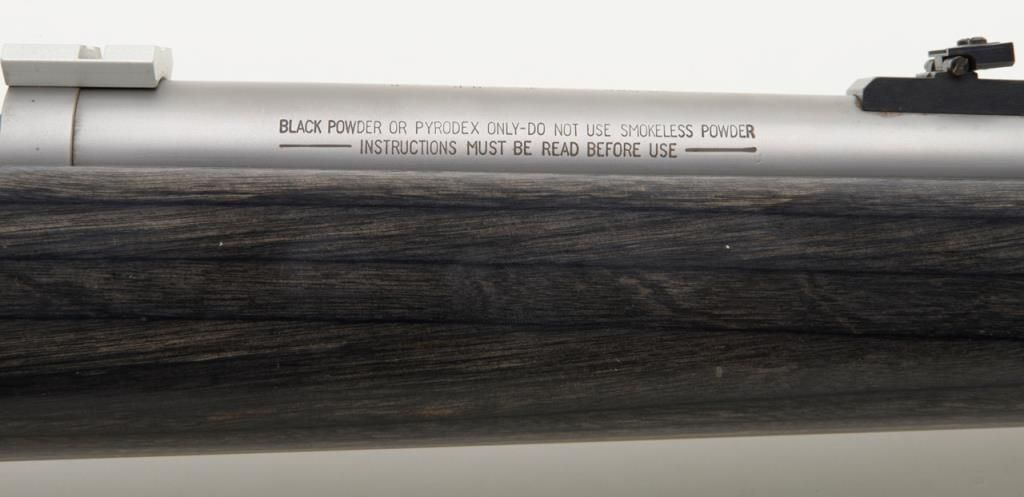 BLACK POWDER OR PYRODEX ONLY-DO NOT USE SMOKELESS POWDER
INSTRUCTIONS MUST BE READ BEFORE USE